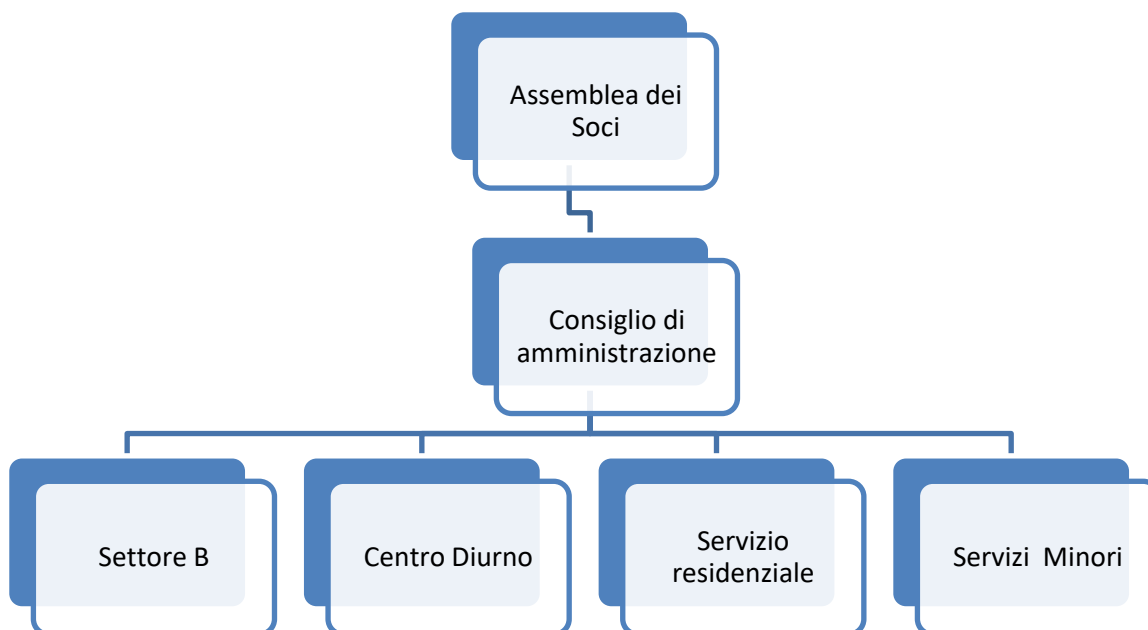 Assemblea dei
Soci
Consiglio di
amministrazione
Settore B
Centro Diurno
Servizio
residenziale
Servizi  Minori